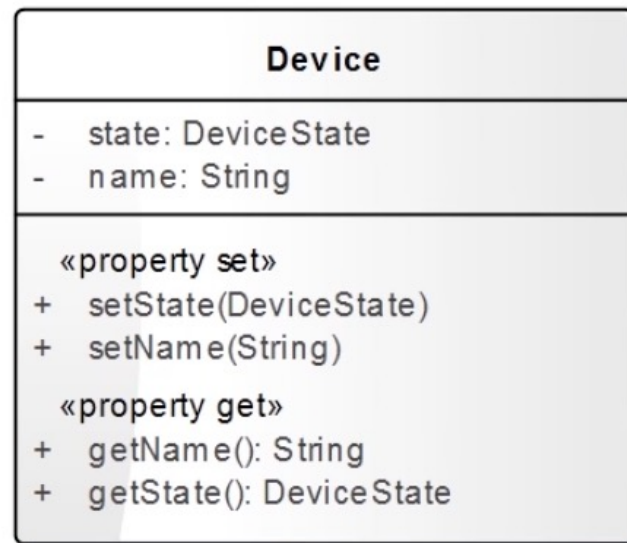 Device
- state: DeviceState
- name: String
«property set»
+ setState(DeviceState)
+ setName(String)
«property get»
+ getName(): String
+ getState(): DeviceState